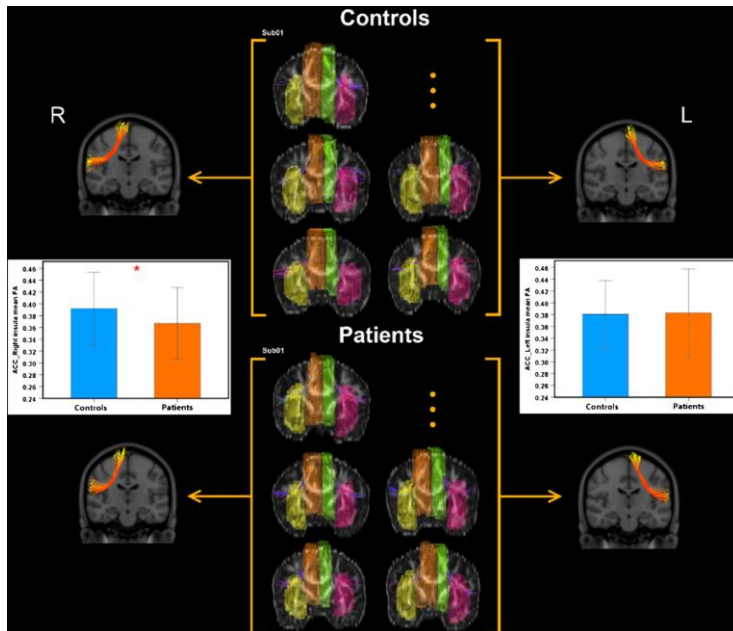 Controls
Sub01
R
L
0.46
0.44
0.42
0.40
0.38
0.36
0.34
0.32
0.30
0.28
0.26
0.24
ACC_Right insula mean FA
*
Controls
Patients
0.46
0.44
0.42
0.40
0.38
0.36
0.34
0.32
0.30
0.28
0.26
0.24
ACC_Left insula mean FA
Controls
Patients
Patients
Sub01